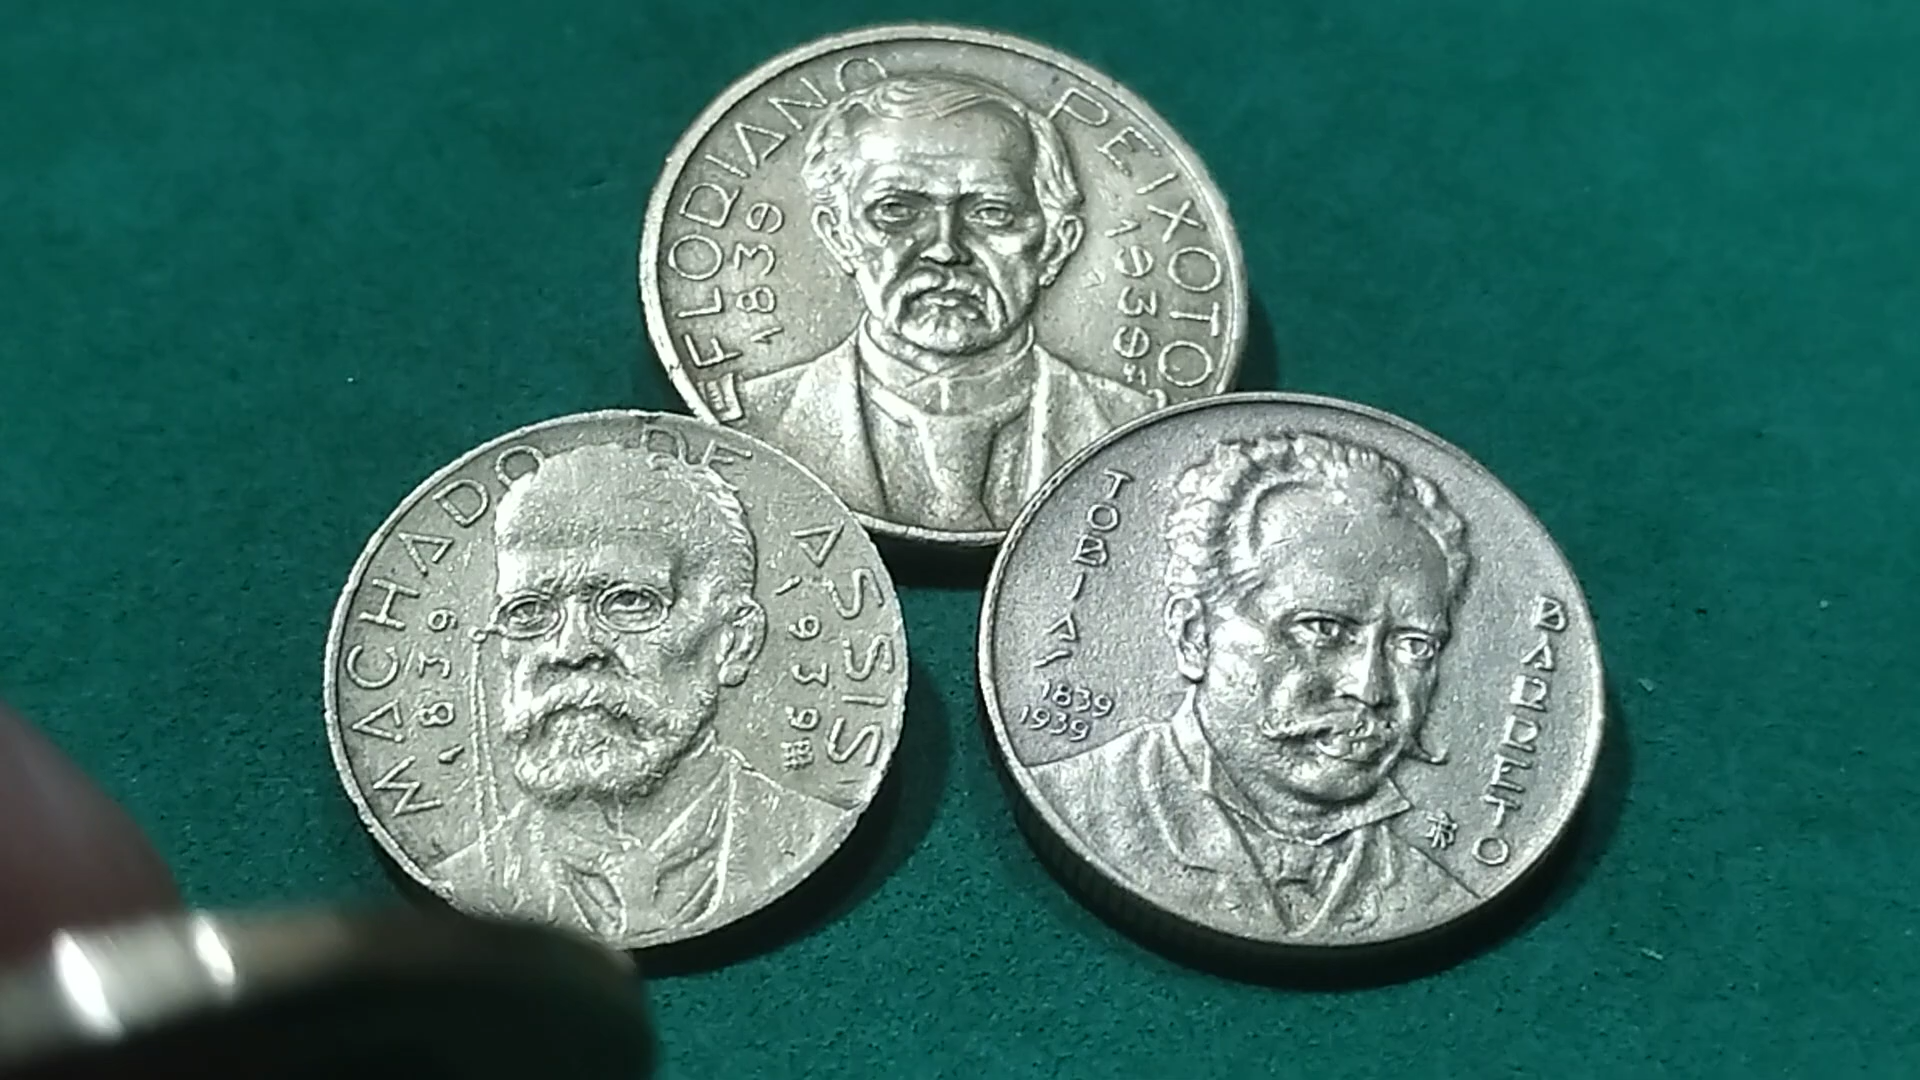 FLORIANO PEIXOTO
1839
1939
MACHADO DE ASSIS
1839
1939
TOBIAS
BARRETO
1839
1939